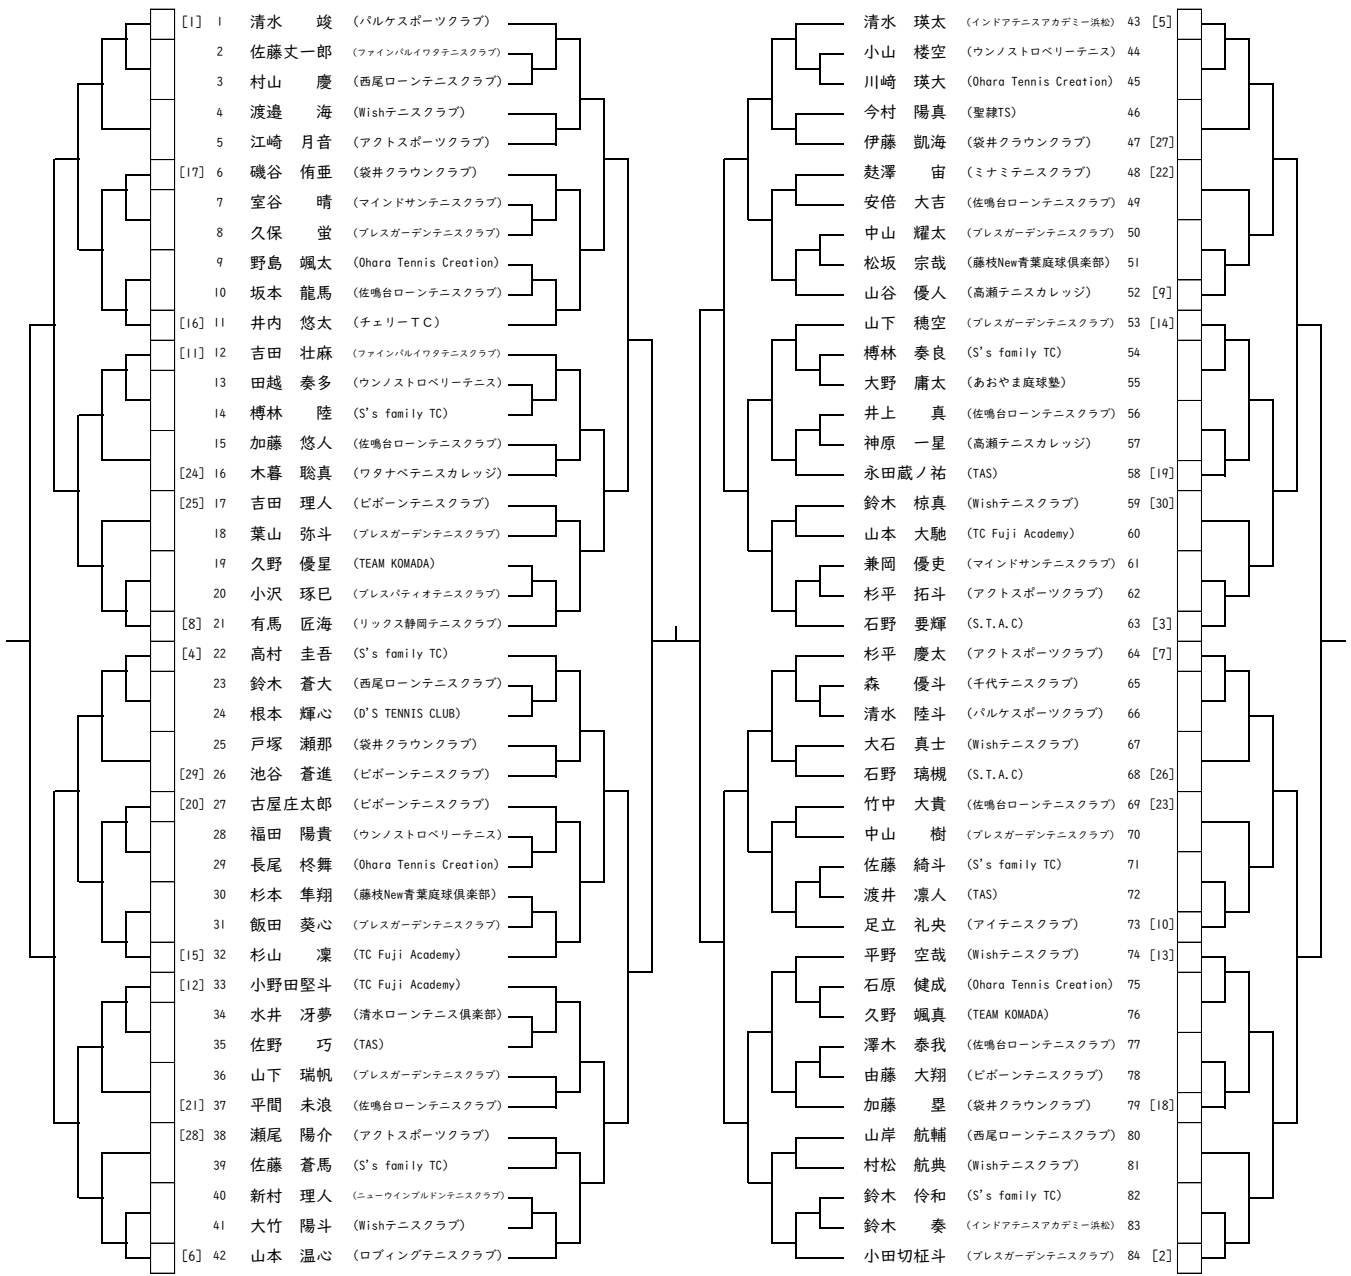 [1] 1 清水 竣 (パルケスポーツクラブ)
2 佐藤丈一郎 (ファインバルイワタテニスクラブ)
3 村山 慶 (西尾ローンテニスクラブ)
4 渡邉 海 (Wishテニスクラブ)
5 江崎 月音 (アクトスポーツクラブ)
[17] 6 磯谷 侑亜 (袋井クラウンクラブ)
7 室谷 晴 (マインドサンテニスクラブ)
8 久保 蛍 (プレスガーデンテニスクラブ)
9 野島 颯太 (Ohara Tennis Creation)
10 坂本 龍馬 (佐鳴台ローンテニスクラブ)
[16] 11 井内 悠太 (チェリーTC)
[11] 12 吉田 壮麻 (ファインバルイワタテニスクラブ)
13 田越 奏多 (ウンノストロベリーテニス)
14 榑林 陸 (S's family TC)
15 加藤 悠人 (佐鳴台ローンテニスクラブ)
[24] 16 木暮 聡真 (ワタナベテニスカレッジ)
[25] 17 吉田 理人 (ビボーンテニスクラブ)
18 葉山 弥斗 (プレスガーデンテニスクラブ)
19 久野 優星 (TEAM KOMADA)
20 小沢 琢巳 (プレスパティオテニスクラブ)
[8] 21 有馬 匠海 (リックス静岡テニスクラブ)
[4] 22 高村 圭吾 (S's family TC)
23 鈴木 蒼大 (西尾ローンテニスクラブ)
24 根本 輝心 (D'S TENNIS CLUB)
25 戸塚 瀬那 (袋井クラウンクラブ)
[29] 26 池谷 蒼進 (ビボーンテニスクラブ)
[20] 27 古屋庄太郎 (ビボーンテニスクラブ)
28 福田 陽貴 (ウンノストロベリーテニス)
29 長尾 柊舞 (Ohara Tennis Creation)
30 杉本 隼翔 (藤枝New青葉庭球倶楽部)
31 飯田 葵心 (プレスガーデンテニスクラブ)
[15] 32 杉山 凜 (TC Fuji Academy)
[12] 33 小野田堅斗 (TC Fuji Academy)
34 水井 冴夢 (清水ローンテニス倶楽部)
35 佐野 巧 (TAS)
36 山下 瑞帆 (プレスガーデンテニスクラブ)
[21] 37 平間 未浪 (佐鳴台ローンテニスクラブ)
[28] 38 瀬尾 陽介 (アクトスポーツクラブ)
39 佐藤 蒼馬 (S's family TC)
40 新村 理人 (ニューウインブルドンテニスクラブ)
41 大竹 陽斗 (Wishテニスクラブ)
[6] 42 山本 温心 (ロブィングテニスクラブ)
清水 瑛太 (インドアテニスアカデミー浜松) 43 [5]
小山 楼空 (ウンノストロベリーテニス) 44
川﨑 瑛大 (Ohara Tennis Creation) 45
今村 陽真 (聖隷TS) 46
伊藤 凱海 (袋井クラウンクラブ) 47 [27]
麸澤 宙 (ミナミテニスクラブ) 48 [22]
安倍 大吉 (佐鳴台ローンテニスクラブ) 49
中山 耀太 (プレスガーデンテニスクラブ) 50
松坂 宗哉 (藤枝New青葉庭球倶楽部) 51
山谷 優人 (高瀬テニスカレッジ) 52 [9]
山下 穂空 (プレスガーデンテニスクラブ) 53 [14]
榑林 奏良 (S's family TC) 54
大野 庸太 (あおやま庭球塾) 55
井上 真 (佐鳴台ローンテニスクラブ) 56
神原 一星 (高瀬テニスカレッジ) 57
永田蔵ノ祐 (TAS) 58 [19]
鈴木 椋真 (Wishテニスクラブ) 59 [30]
山本 大馳 (TC Fuji Academy) 60
兼岡 優吏 (マインドサンテニスクラブ) 61
杉平 拓斗 (アクトスポーツクラブ) 62
石野 要輝 (S.T.A.C) 63 [3]
杉平 慶太 (アクトスポーツクラブ) 64 [7]
森 優斗 (千代テニスクラブ) 65
清水 陸斗 (パルケスポーツクラブ) 66
大石 真士 (Wishテニスクラブ) 67
石野 璃槻 (S.T.A.C) 68 [26]
竹中 大貴 (佐鳴台ローンテニスクラブ) 69 [23]
中山 樹 (プレスガーデンテニスクラブ) 70
佐藤 綺斗 (S's family TC) 71
渡井 凛人 (TAS) 72
足立 礼央 (アイテニスクラブ) 73 [10]
平野 空哉 (Wishテニスクラブ) 74 [13]
石原 健成 (Ohara Tennis Creation) 75
久野 颯真 (TEAM KOMADA) 76
澤木 泰我 (佐鳴台ローンテニスクラブ) 77
由藤 大翔 (ビボーンテニスクラブ) 78
加藤 塁 (袋井クラウンクラブ) 79 [18]
山岸 航輔 (西尾ローンテニスクラブ) 80
村松 航典 (Wishテニスクラブ) 81
鈴木 伶和 (S's family TC) 82
鈴木 奏 (インドアテニスアカデミー浜松) 83
小田切柾斗 (プレスガーデンテニスクラブ) 84 [2]